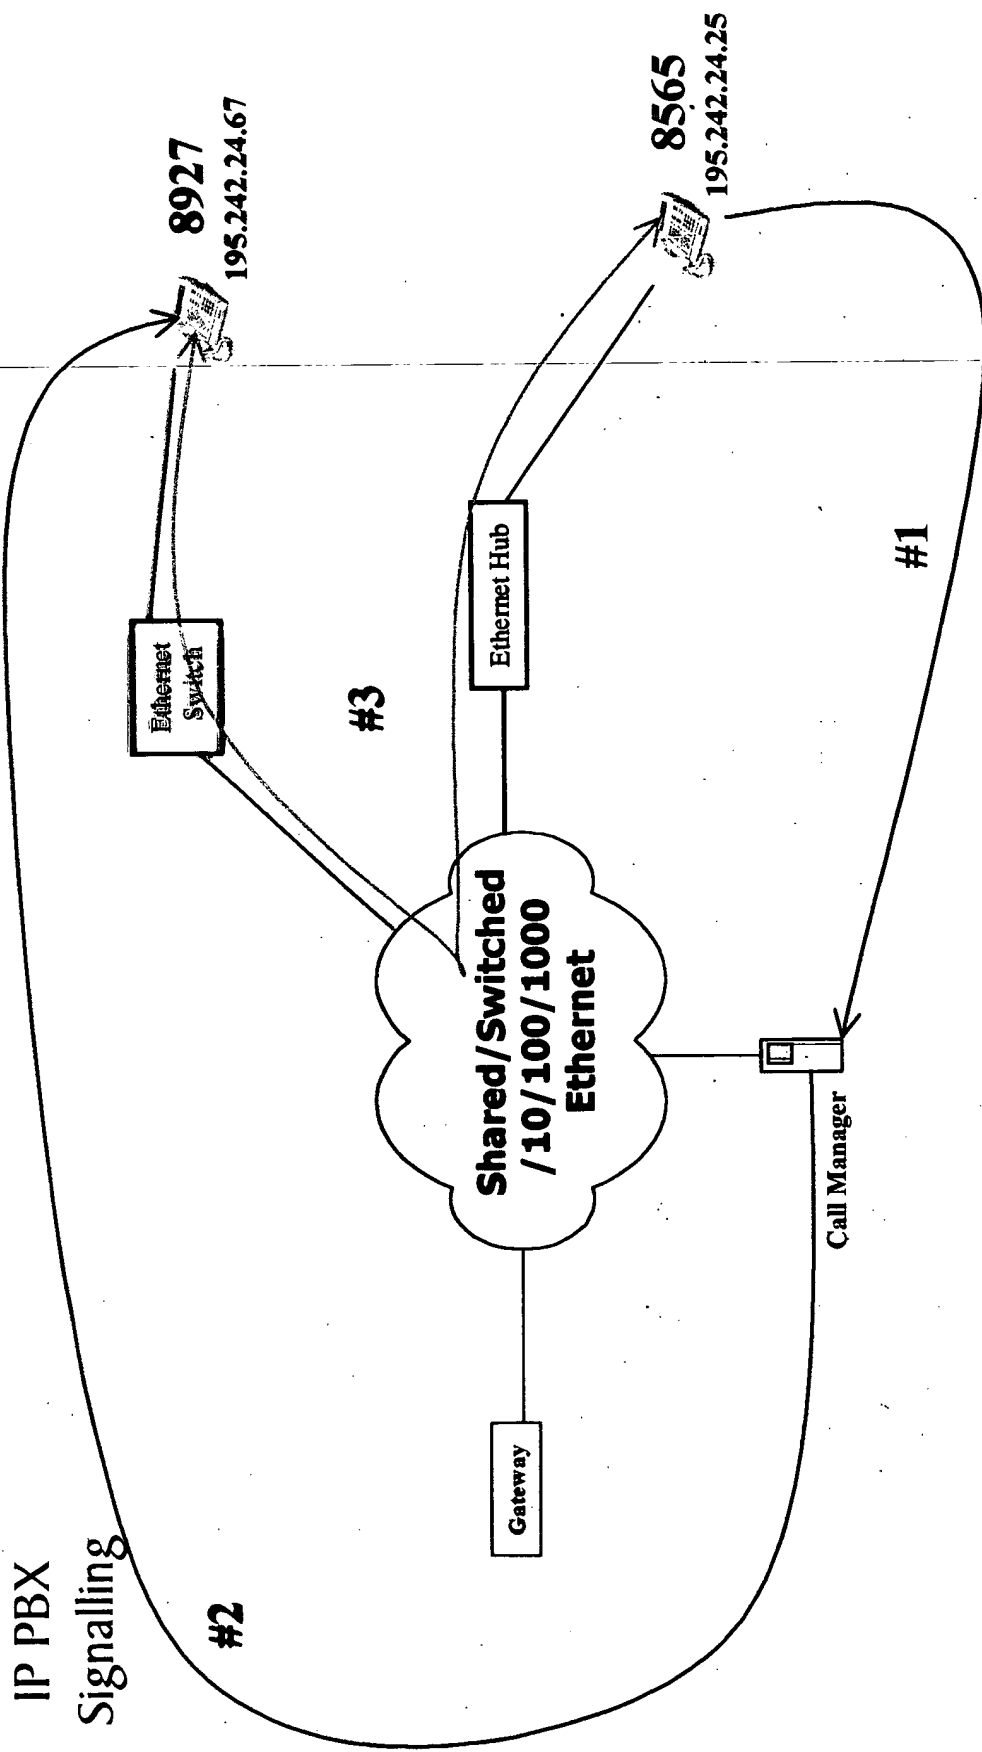 IP PBX
Signalling
#2
8927
195.242.24.67
Ethernet
Switch
#3
Gateway
Shared/Switched
/10/100/1000
Ethernet
Ethernet Hub
8565
195.242.24.25
Call Manager
#1